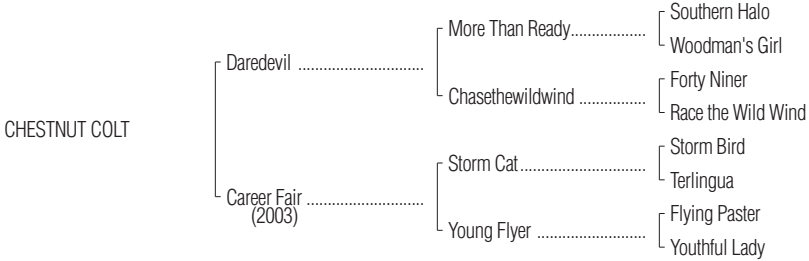 Southern Halo
More Than Ready..................
Woodman's Girl
Daredevil ..............................
Forty Niner
Chasethewildwind ................
Race the Wild Wind
CHESTNUT COLT
Storm Bird
Storm Cat..............................
Terlingua
Career Fair ............................
(2003)
Flying Paster
Young Flyer ..........................
Youthful Lady